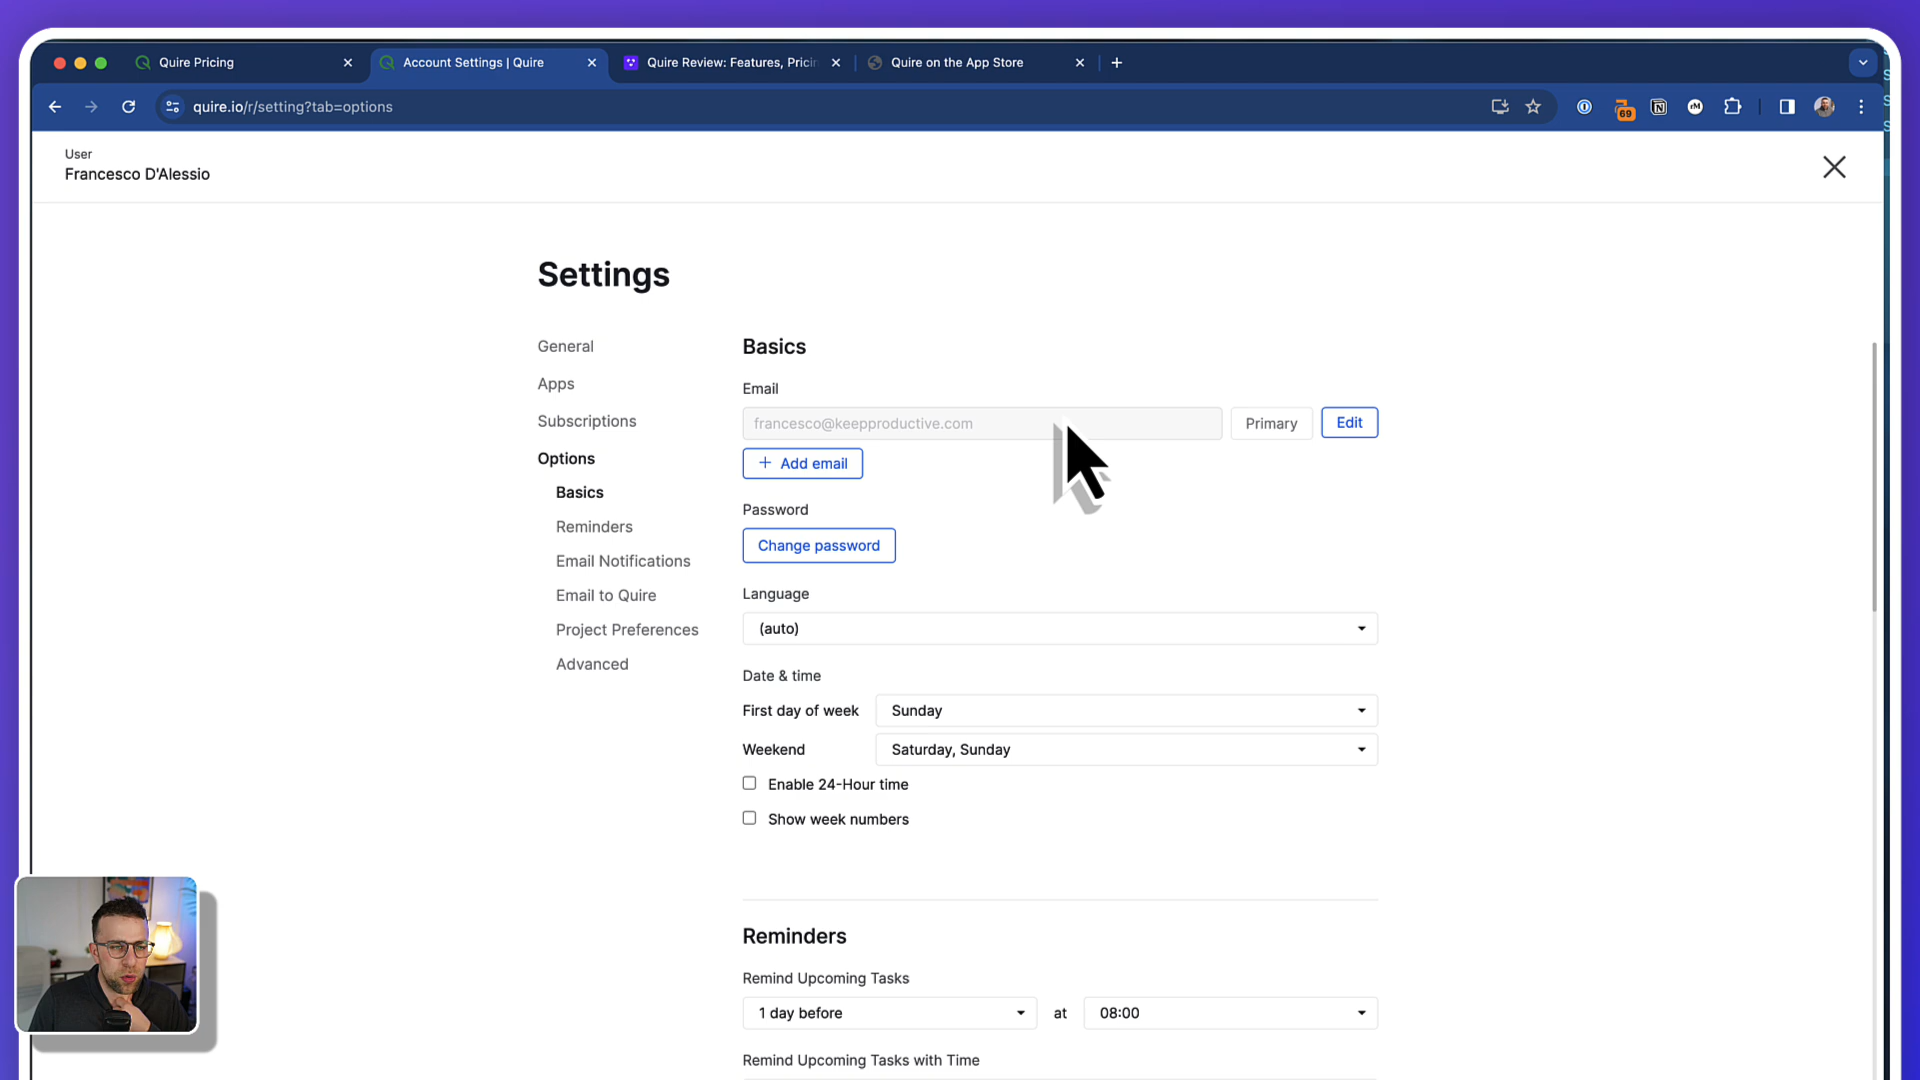 Quire Pricing
Account Settings | Quire
Quire Review: Features, Pricin
Quire on the App Store
quire.io/r/setting?tab=options
69
User
Francesco D'Alessio
Settings
General
Apps
Subscriptions
Options
Basics
Reminders
Email Notifications
Email to Quire
Project Preferences
Advanced
Basics
Email
francesco@keepproductive.com
Primary
Edit
+ Add email
Password
Change password
Language
(auto)
Date & time
First day of week
Sunday
Weekend
Saturday, Sunday
Enable 24-Hour time
Show week numbers
Reminders
Remind Upcoming Tasks
1 day before
at
08:00
Remind Upcoming Tasks with Time